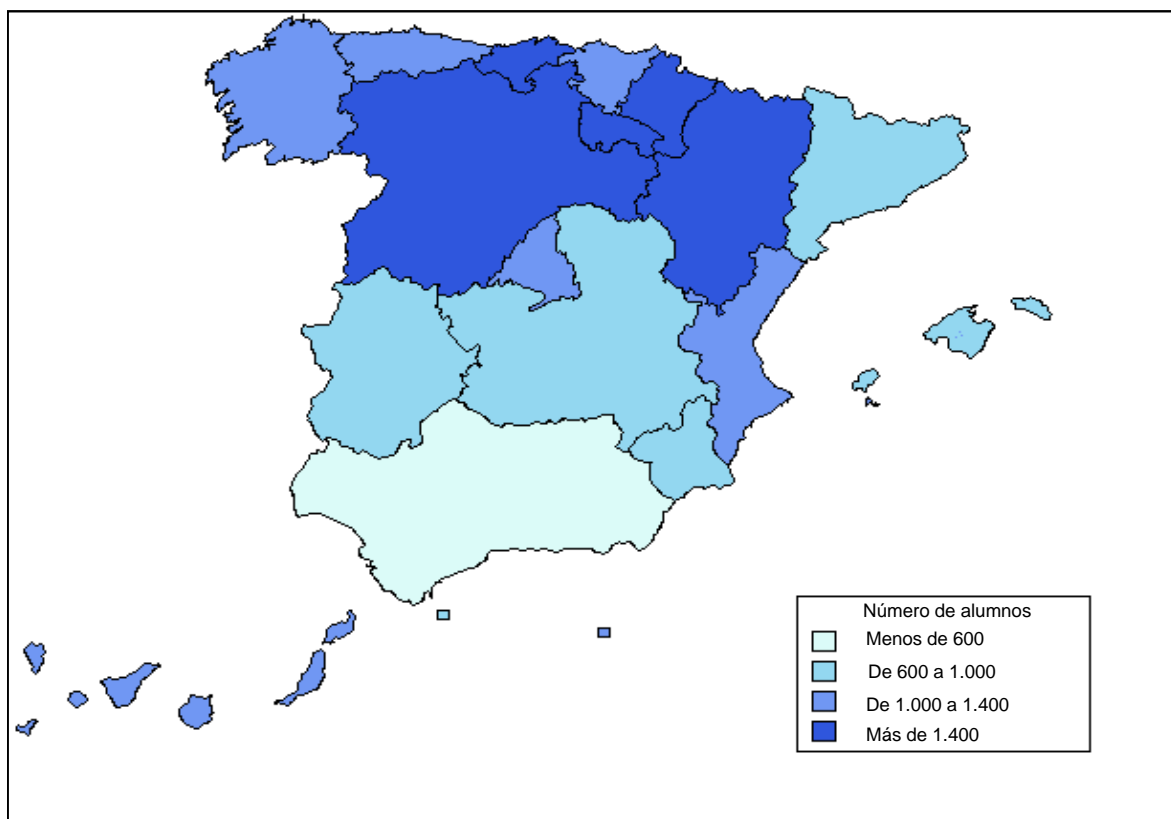 Número de alumnos
Menos de 600
De 600 a 1.000
De 1.000 a 1.400
Más de 1.400